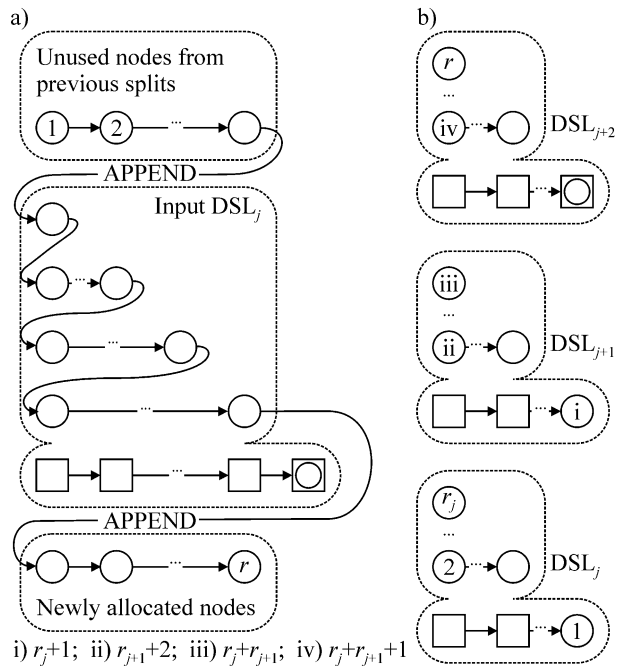 a)
Unused nodes from
previous splits
1 2 ...
APPEND
Input DSLj
...
...
...
...
APPEND
r
...
Newly allocated nodes
b)
r
...
iv ... DSLj+2
...
iii
...
ii ... DSLj+1
... i
rj
...
2 ... DSLj
... 1
i) rj+1; ii) rj+1+2; iii) rj+rj+1; iv) rj+rj+1+1